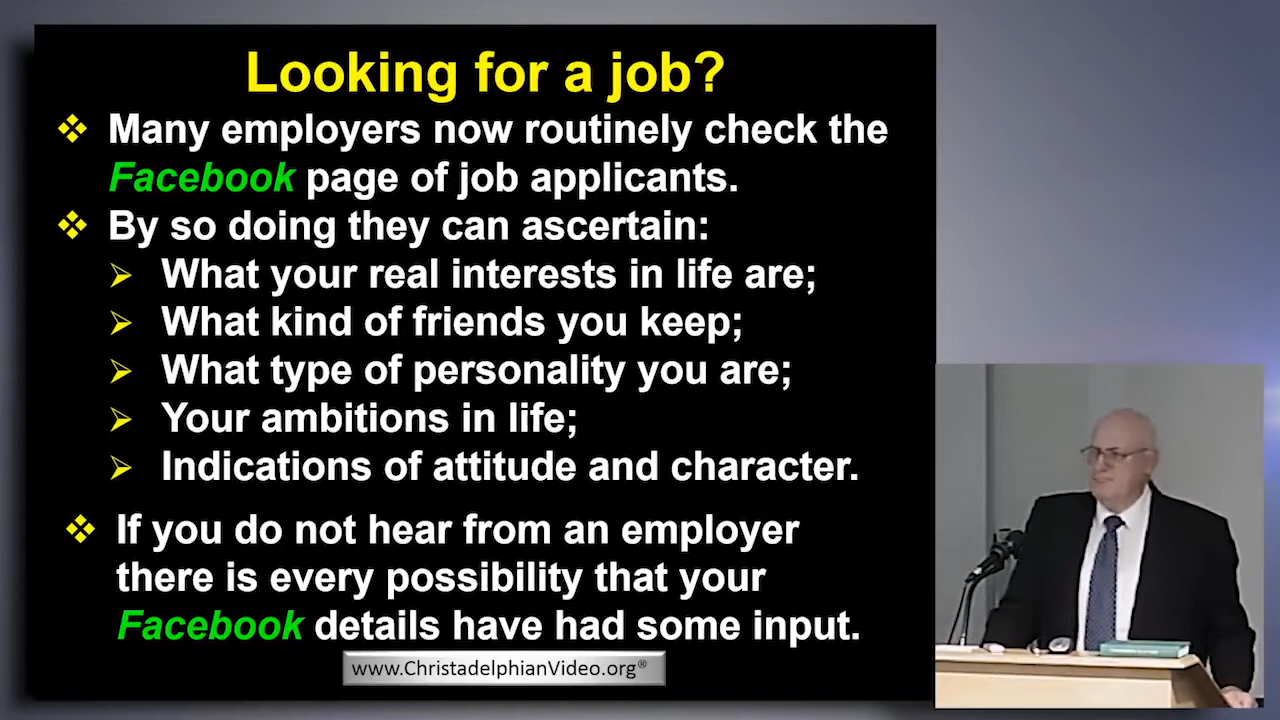 Looking for a job?
❖ Many employers now routinely check the
Facebook page of job applicants.
❖ By so doing they can ascertain:
➢ What your real interests in life are;
➢ What kind of friends you keep;
➢ What type of personality you are;
➢ Your ambitions in life;
➢ Indications of attitude and character.
❖ If you do not hear from an employer
there is every possibility that your
Facebook details have had some input.
www.ChristadelphianVideo.org®